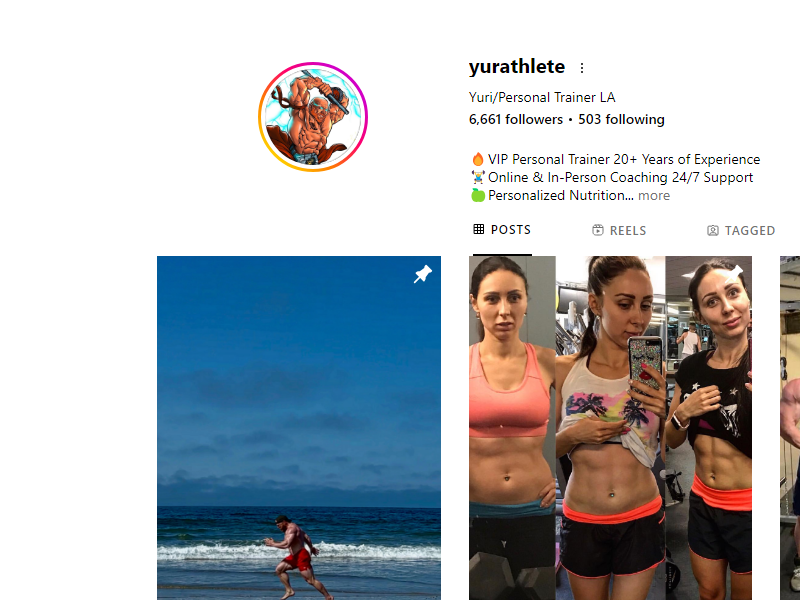 yurathlete
Yuri/Personal Trainer LA
6,661 followers • 503 following
🔥 VIP Personal Trainer 20+ Years of Experience
🏋️Online & In-Person Coaching 24/7 Support
🍏Personalized Nutrition... more
POSTS REELS TAGGED